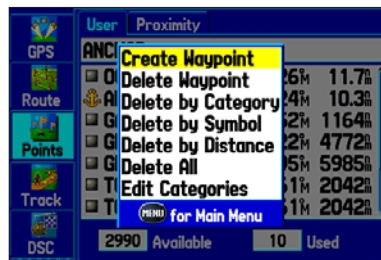 User Proximity
GPS
Route
Points
Track
DSC
Create Waypoint
Delete Waypoint
Delete by Category
Delete by Symbol
Delete by Distance
Delete All
Edit Categories
MENU for Main Menu
11.7
10.3
1164
4772
5985
2042
2042
2990 Available 10 Used